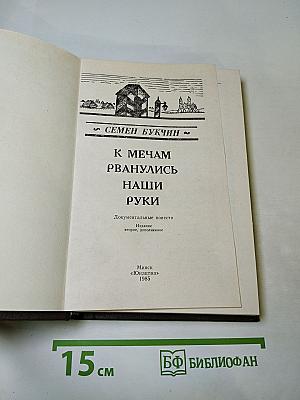 СЕМЕН БУКЧИН
К МЕЧАМ
РВАНУЛИСЬ
НАШИ
РУКИ
Документальные повести
Издание
второе, дополненное
Минск
«Юнацтва»
1985
15 см
БФ БИБЛИОФАН